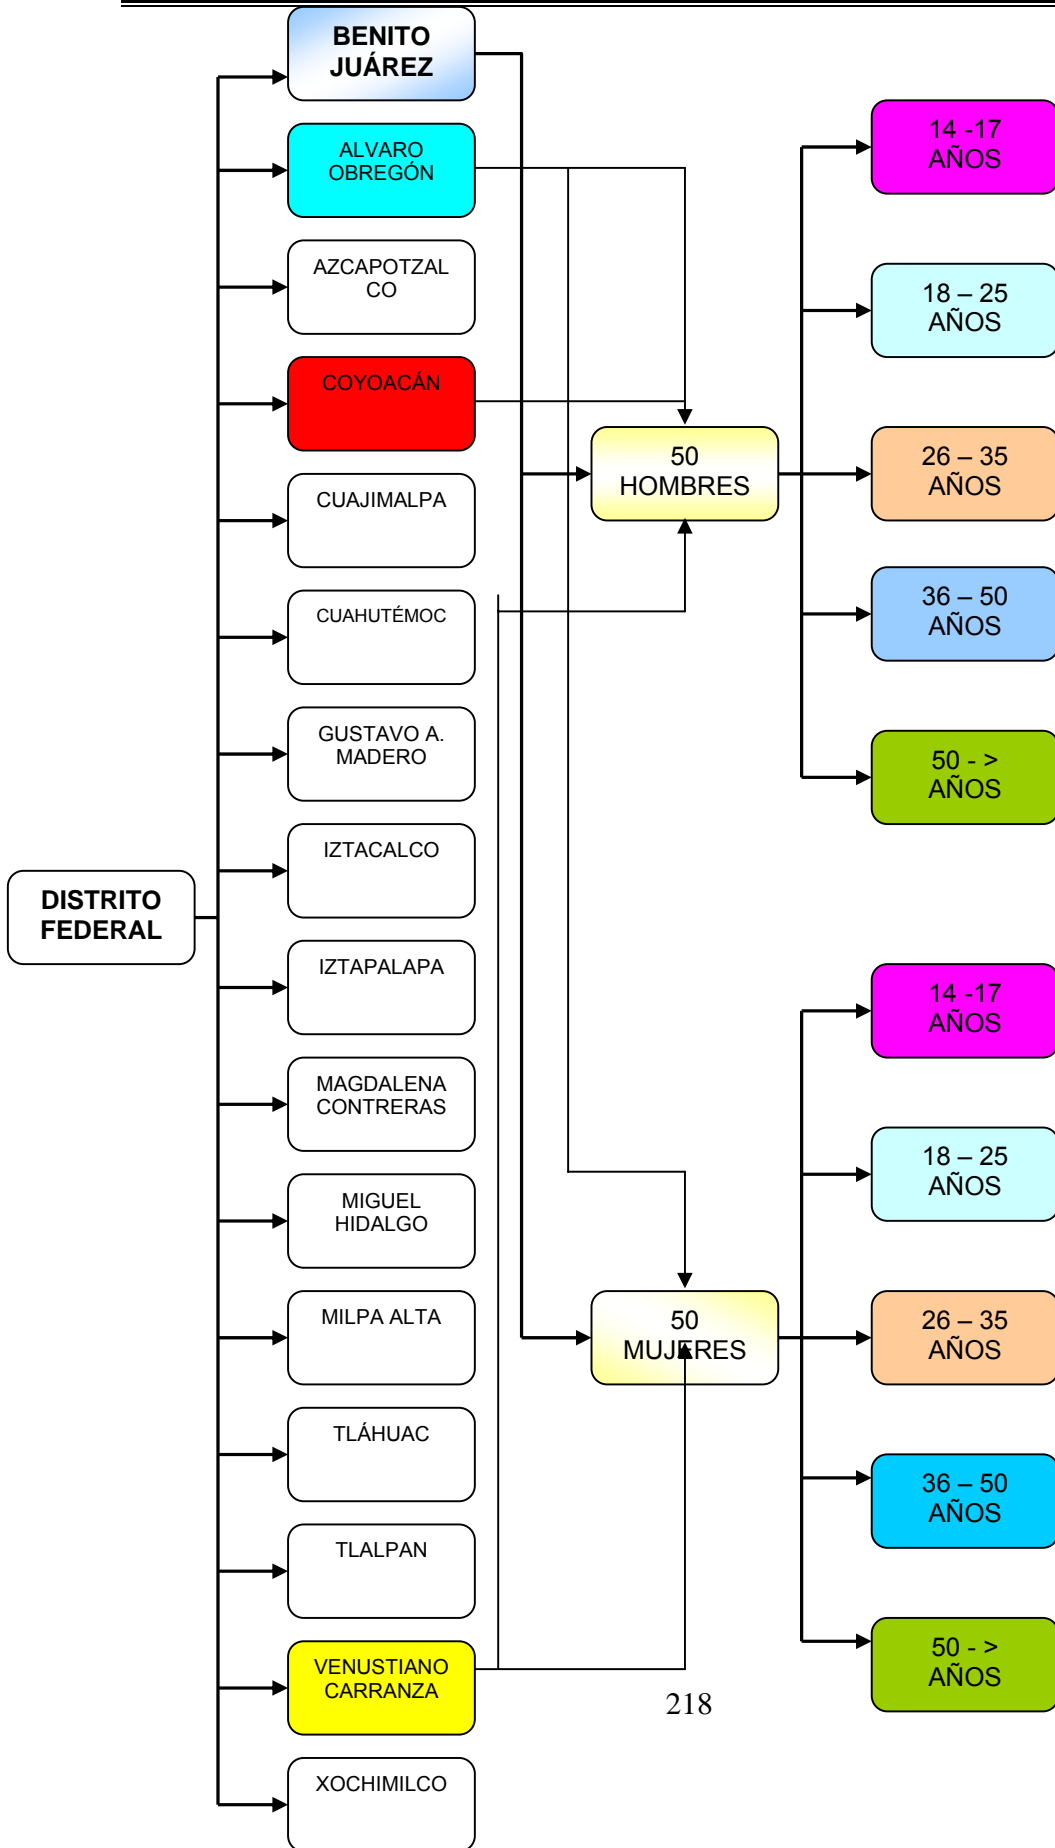 BENITO
JUÁREZ
ALVARO
OBREGÓN
AZCAPOTZAL
CO
COYOACÁN
CUAJIMALPA
CUAHUTÉMOC
GUSTAVO A.
MADERO
IZTACALCO
DISTRITO
FEDERAL
IZTAPALAPA
MAGDALENA
CONTRERAS
MIGUEL
HIDALGO
MILPA ALTA
TLÁHUAC
TLALPAN
VENUSTIANO
CARRANZA
XOCHIMILCO
50
HOMBRES
50
MUJERES
14 -17
AÑOS
18 – 25
AÑOS
26 – 35
AÑOS
36 – 50
AÑOS
50 - >
AÑOS
14 -17
AÑOS
18 – 25
AÑOS
26 – 35
AÑOS
36 – 50
AÑOS
50 - >
AÑOS
218